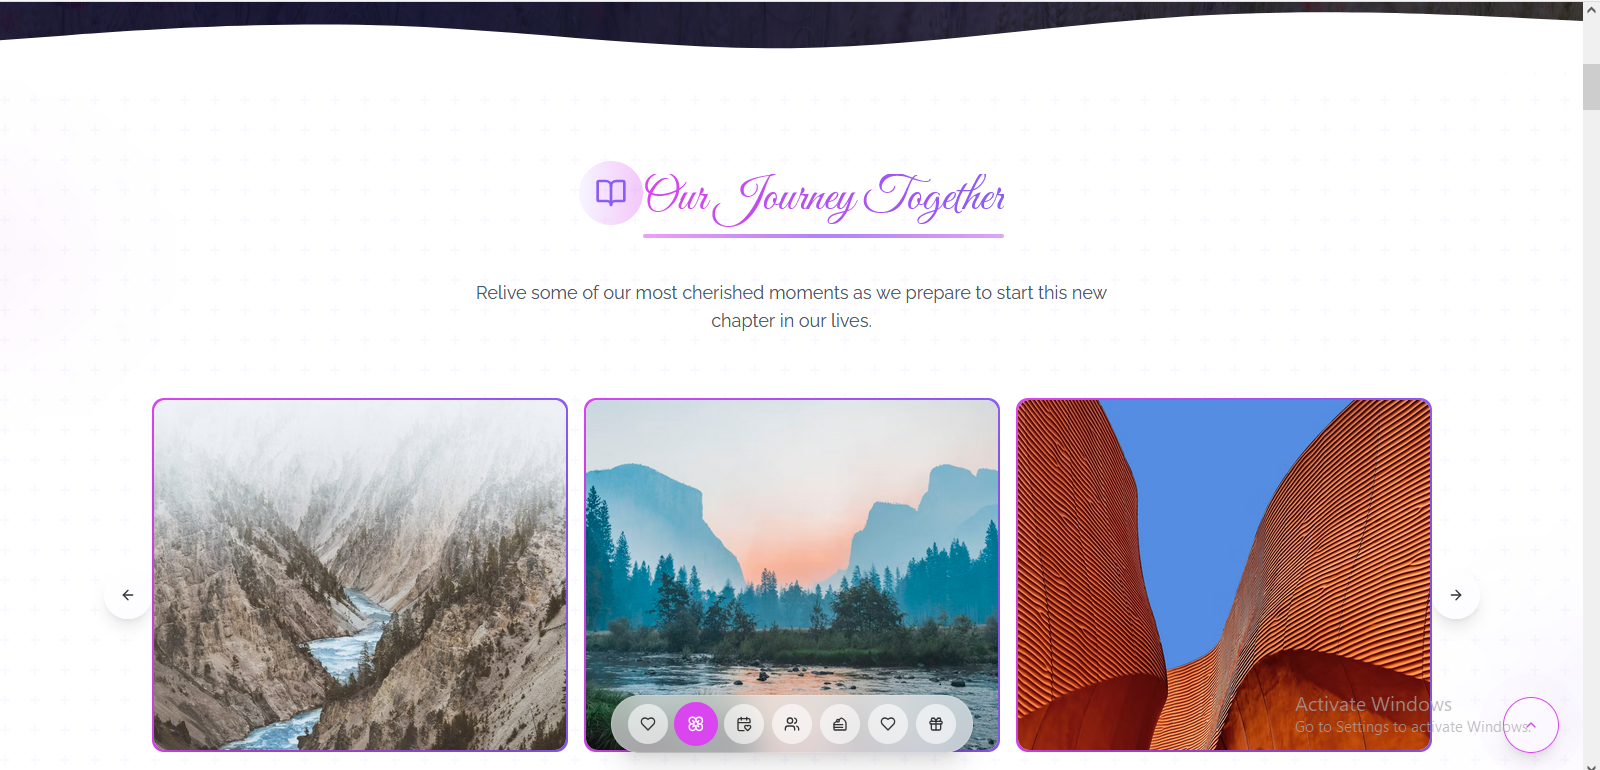 Our Journey Together
Relive some of our most cherished moments as we prepare to start this new
chapter in our lives.
Activate Windows
Go to Settings to activate Windows.